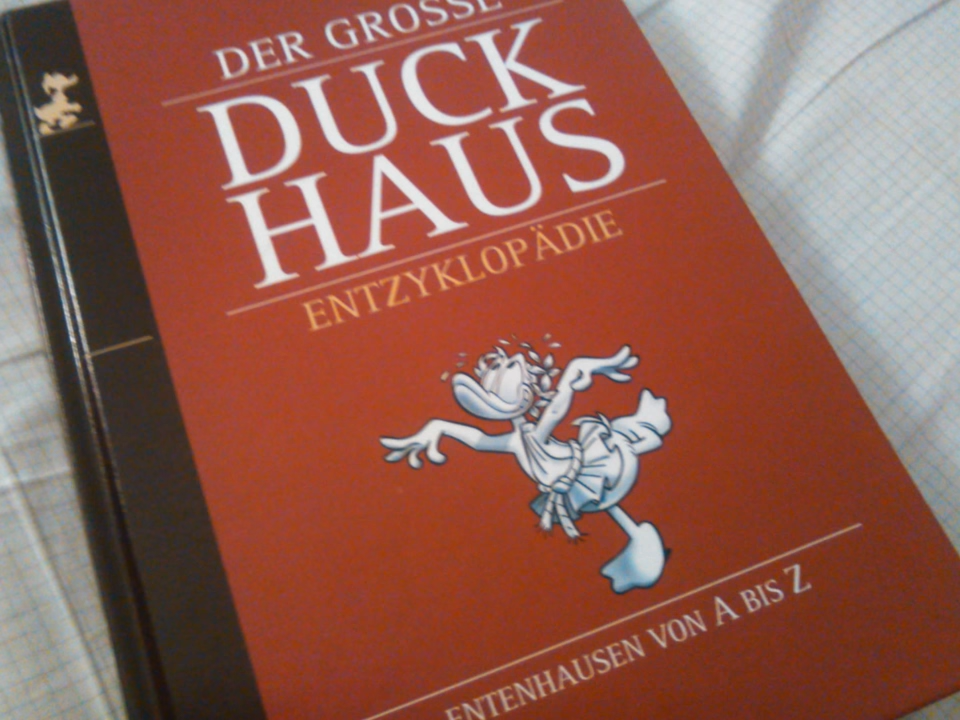 DER GROSSE
DUCK
HAUS
ENTZYKLOPÄDIE
ENTENHAUSEN VON A BIS Z